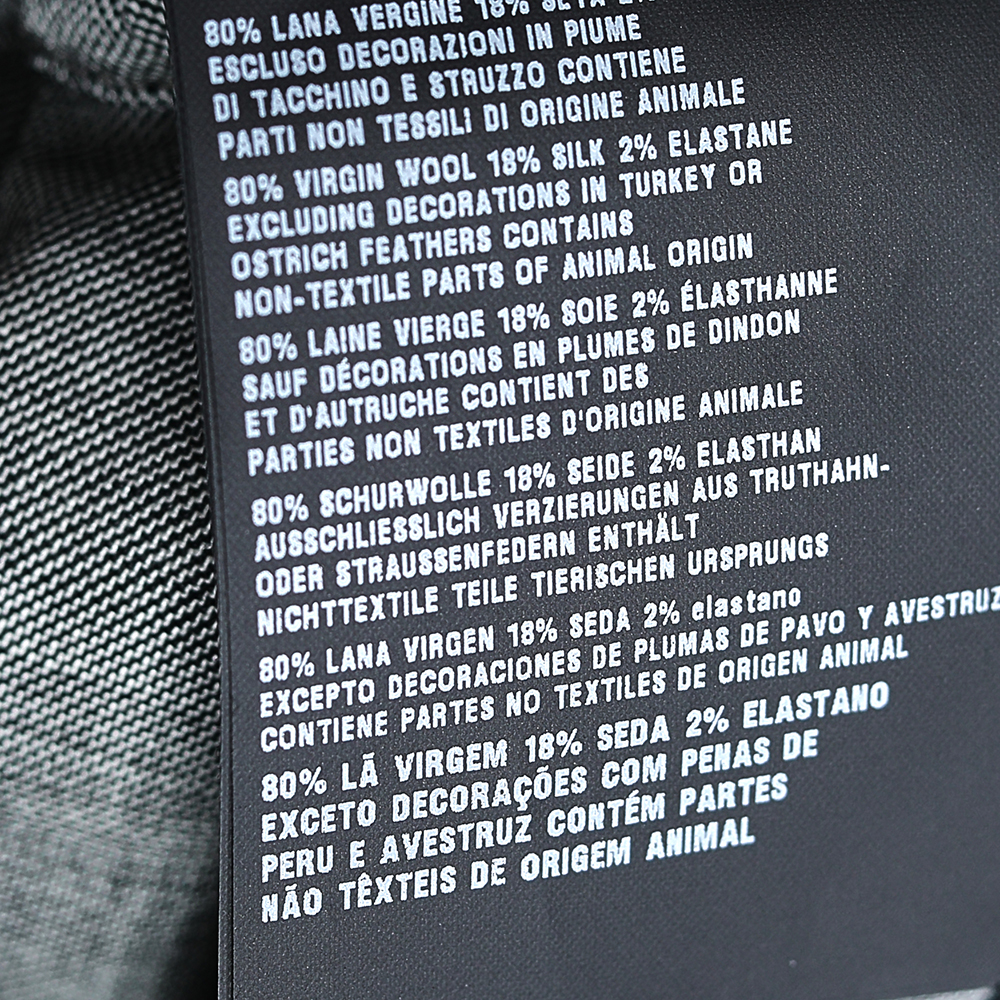 80% LANA VERGINE 18% SETA
ESCLUSO DECORAZIONI IN PIUME
DI TACCHINO E STRUZZO CONTIENE
PARTI NON TESSILI DI ORIGINE ANIMALE
80% VIRGIN WOOL 18% SILK 2% ELASTANE
EXCLUDING DECORATIONS IN TURKEY OR
OSTRICH FEATHERS CONTAINS
NON-TEXTILE PARTS OF ANIMAL ORIGIN
80% LAINE VIERGE 18% SOIE 2% ÉLASTHANNE
SAUF DÉCORATIONS EN PLUMES DE DINDON
ET D'AUTRUCHE CONTIENT DES
PARTIES NON TEXTILES D'ORIGINE ANIMALE
80% SCHURWOLLE 18% SEIDE 2% ELASTHAN
AUSSCHLIESSLICH VERZIERUNGEN AUS TRUTHAHN-
ODER STRAUSSENFEDERN ENTHÄLT
NICHTTEXTILE TEILE TIERISCHEN URSPRUNGS
80% LANA VIRGEN 18% SEDA 2% elastano
EXCEPTO DECORACIONES DE PLUMAS DE PAVO Y AVESTRUZ
CONTIENE PARTES NO TEXTILES DE ORIGEN ANIMAL
80% LÃ VIRGEM 18% SEDA 2% ELASTANO
EXCETO DECORAÇÕES COM PENAS DE
PERU E AVESTRUZ CONTÉM PARTES
NÃO TÊXTEIS DE ORIGEM ANIMAL